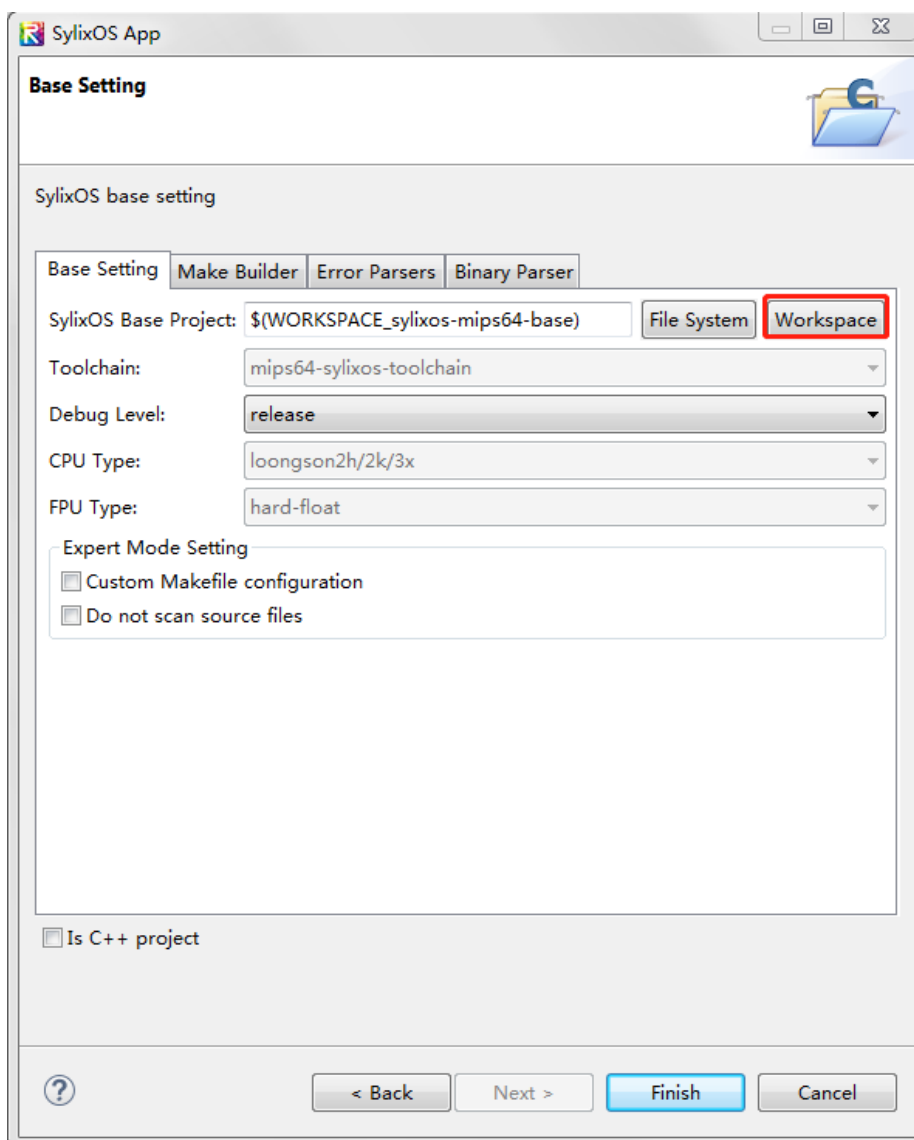 SylixOS App
Base Setting
SylixOS base setting
Base Setting Make Builder Error Parsers Binary Parser
SylixOS Base Project: $(WORKSPACE_sylixos-mips64-base) File System Workspace
Toolchain: mips64-sylixos-toolchain
Debug Level: release
CPU Type: loongson2h/2k/3x
FPU Type: hard-float
Expert Mode Setting
Custom Makefile configuration
Do not scan source files
Is C++ project
? < Back Next > Finish Cancel